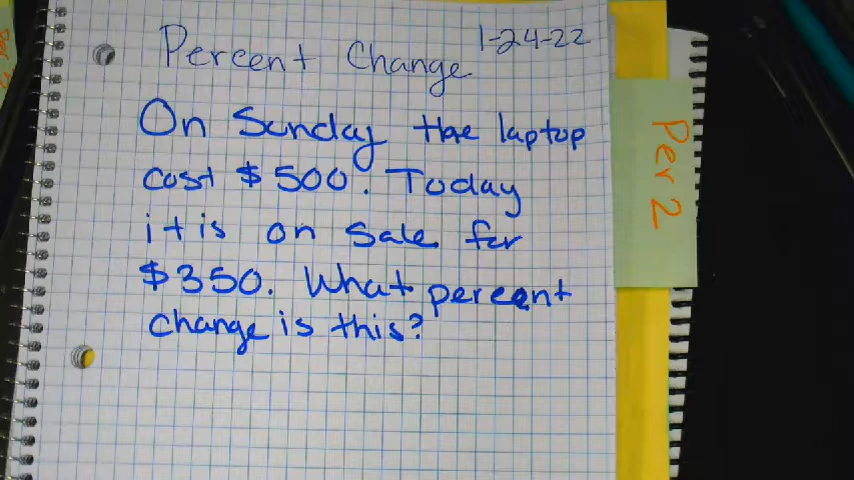 Percent Change 1-24-22
On Sunday the laptop
cost $500. Today
it is on sale for
$350. What percent
change is this?
Per 2